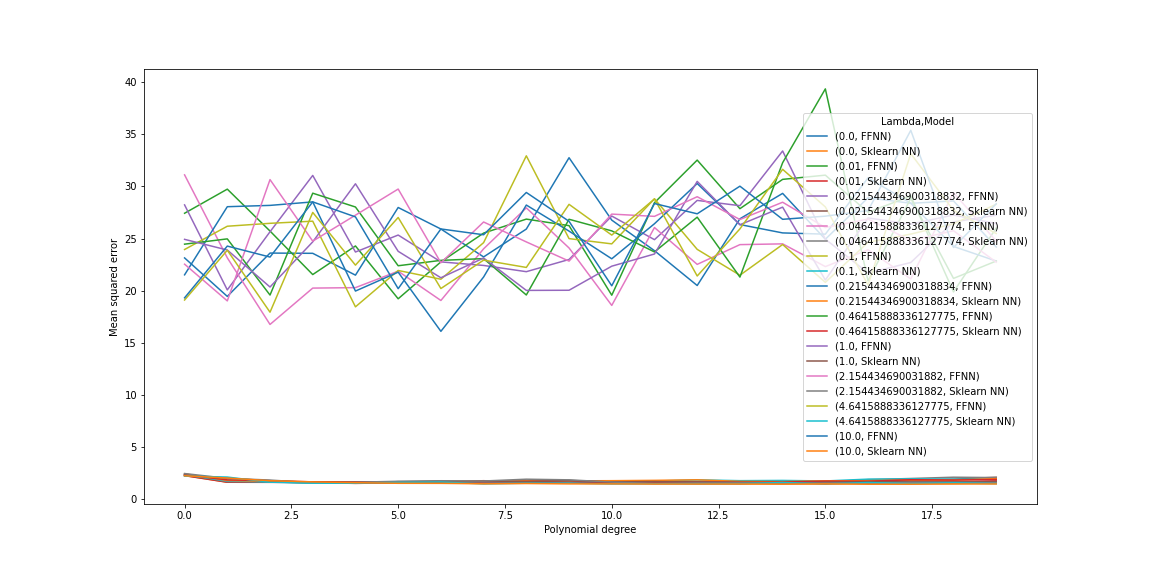 40
35
30
25
20
15
10
5
0
Mean squared error
0.0
2.5
5.0
7.5
10.0
12.5
15.0
17.5
Polynomial degree
Lambda,Model
(0.0, FFNN)
(0.0, Sklearn NN)
(0.01, FFNN)
(0.01, Sklearn NN)
(0.021544346900318832, FFNN)
(0.021544346900318832, Sklearn NN)
(0.046415888336127774, FFNN)
(0.046415888336127774, Sklearn NN)
(0.1, FFNN)
(0.1, Sklearn NN)
(0.21544346900318834, FFNN)
(0.21544346900318834, Sklearn NN)
(0.46415888336127775, FFNN)
(0.46415888336127775, Sklearn NN)
(1.0, FFNN)
(1.0, Sklearn NN)
(2.154434690031882, FFNN)
(2.154434690031882, Sklearn NN)
(4.6415888336127775, FFNN)
(4.6415888336127775, Sklearn NN)
(10.0, FFNN)
(10.0, Sklearn NN)